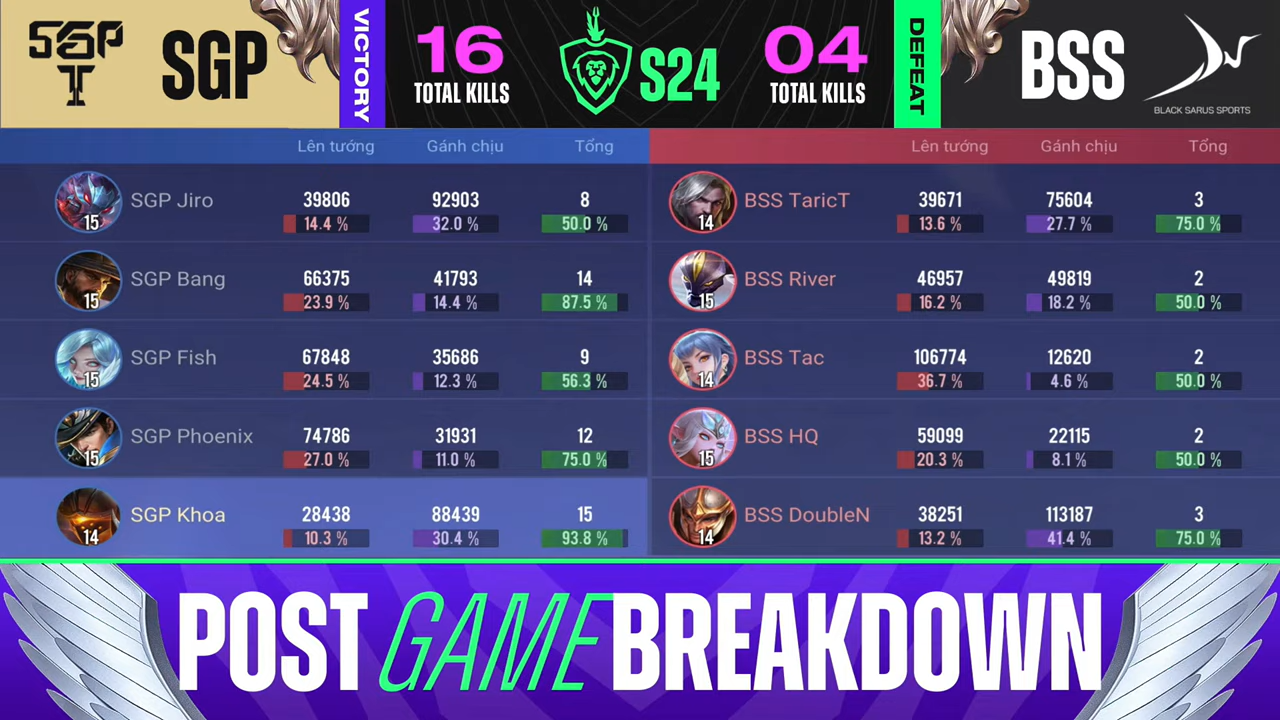 SGP
SGP
VICTORY
16
TOTAL KILLS
S24
04
TOTAL KILLS
DEFEAT
BSS
BLACK SARUS SPORTS
Lên tướng Gánh chịu Tổng
Lên tướng Gánh chịu Tổng
15 SGP Jiro 39806 92903 8
14.4 % 32.0 % 50.0 %
14 BSS TaricT 39671 75604 3
13.6 % 27.7 % 75.0 %
15 SGP Bang 66375 41793 14
23.9 % 14.4 % 87.5 %
15 BSS River 46957 49819 2
16.2 % 18.2 % 50.0 %
15 SGP Fish 67848 35686 9
24.5 % 12.3 % 56.3 %
14 BSS Tac 106774 12620 2
36.7 % 4.6 % 50.0 %
15 SGP Phoenix 74786 31931 12
27.0 % 11.0 % 75.0 %
15 BSS HQ 59099 22115 2
20.3 % 8.1 % 50.0 %
14 SGP Khoa 28438 88439 15
10.3 % 30.4 % 93.8 %
14 BSS DoubleN 38251 113187 3
13.2 % 41.4 % 75.0 %
POST GAME BREAKDOWN